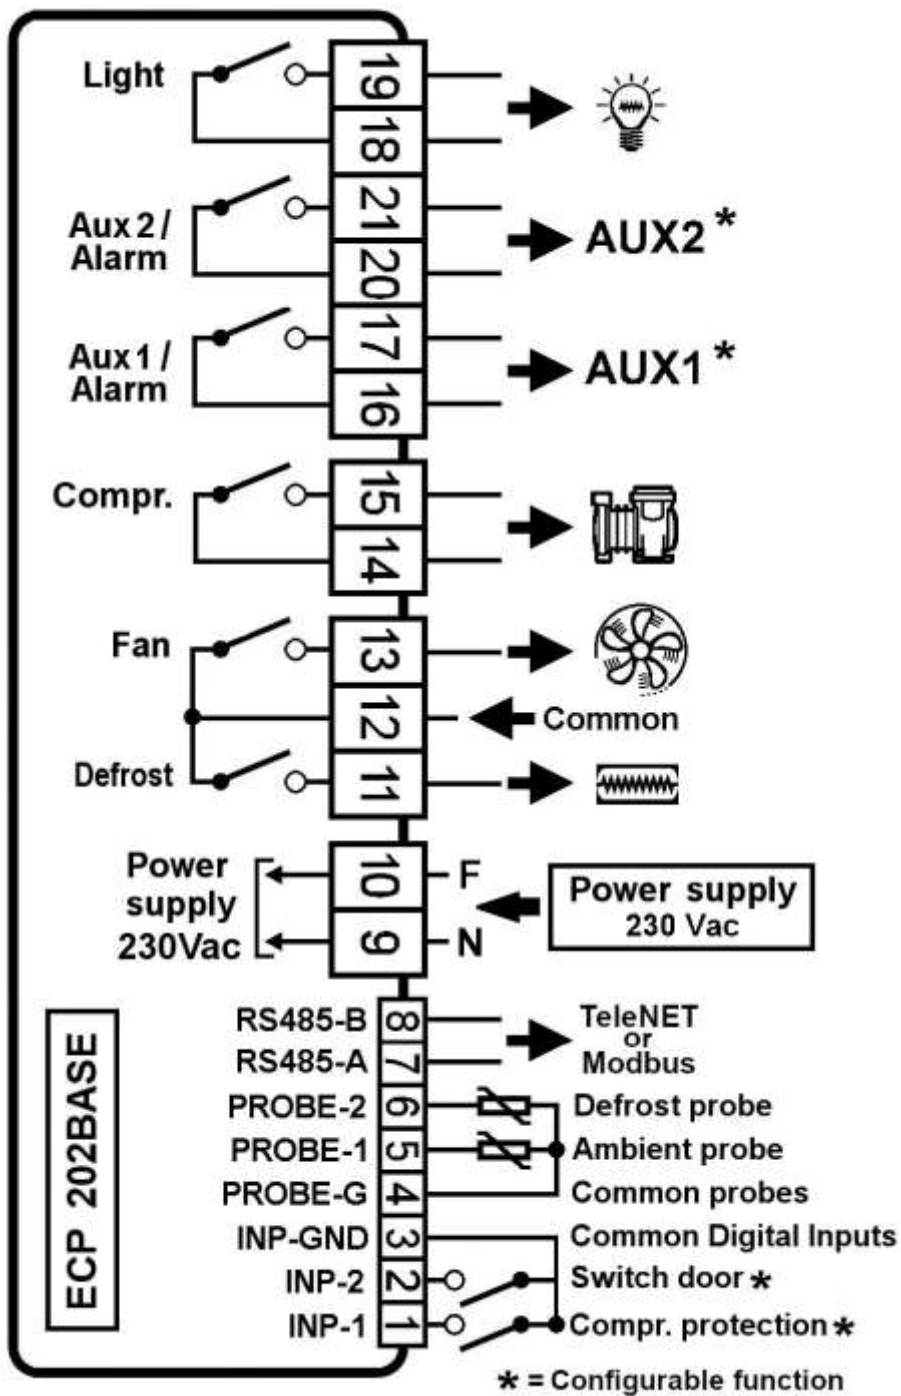 Light
19
18
Aux 2 /
Alarm
21
20
AUX2 *
Aux 1 /
Alarm
17
16
AUX1 *
Compr.
15
14
Fan
13
12
Common
Defrost
11
Power
supply
230Vac
10
F
9
N
Power supply
230 Vac
ECP 202BASE
RS485-B 8
RS485-A 7
TeleNET
or
Modbus
PROBE-2 6 Defrost probe
PROBE-1 5 Ambient probe
PROBE-G 4 Common probes
INP-GND 3 Common Digital Inputs
INP-2 2 Switch door *
INP-1 1 Compr. protection *
* = Configurable function